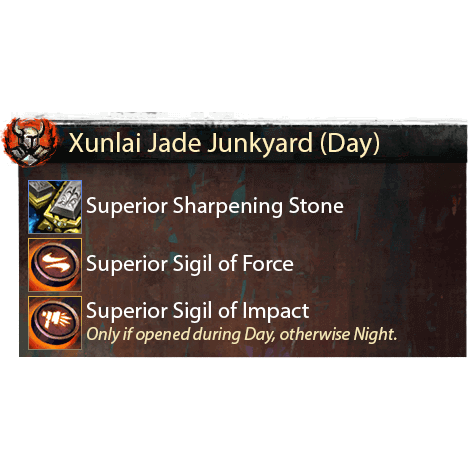 Xunlai Jade Junkyard (Day)
Superior Sharpening Stone
Superior Sigil of Force
Superior Sigil of Impact
Only if opened during Day, otherwise Night.